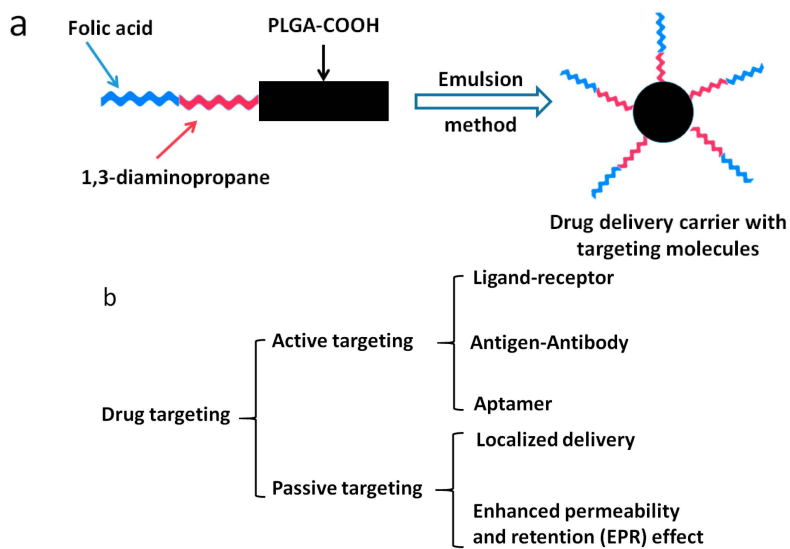 a
Folic acid
PLGA-COOH
1,3-diaminopropane
Emulsion
method
Drug delivery carrier with
targeting molecules
b
Drug targeting
Active targeting
Ligand-receptor
Antigen-Antibody
Aptamer
Passive targeting
Localized delivery
Enhanced permeability
and retention (EPR) effect